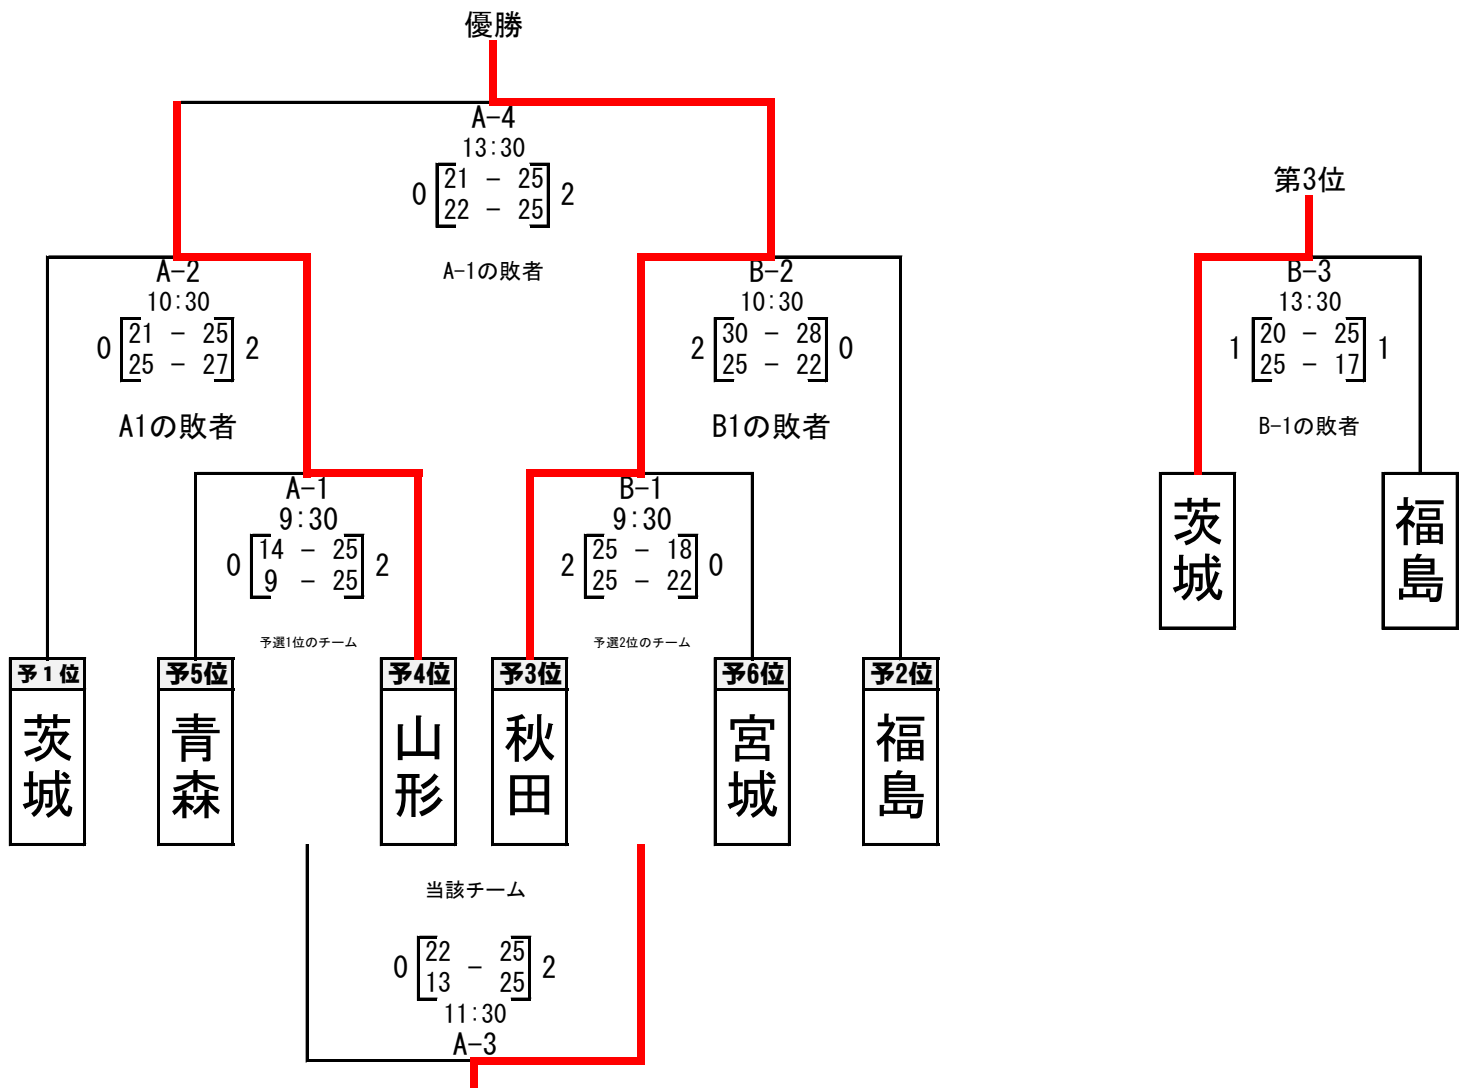 優勝
A-4
13:30
0 21 - 25 2
22 - 25
A-1の敗者
第3位
A-2
10:30
0 21 - 25 2
25 - 27
A1の敗者
B-2
10:30
2 30 - 28 0
25 - 22
B1の敗者
B-3
13:30
1 20 - 25 1
25 - 17
B-1の敗者
茨城
福島
A-1
9:30
0 14 - 25 2
9 - 25
予選1位のチーム
B-1
9:30
2 25 - 18 0
25 - 22
予選2位のチーム
予1位
予5位
予4位
予3位
予6位
予2位
茨城
青森
山形
秋田
宮城
福島
当該チーム
0 22 - 25 2
13 25
11:30
A-3